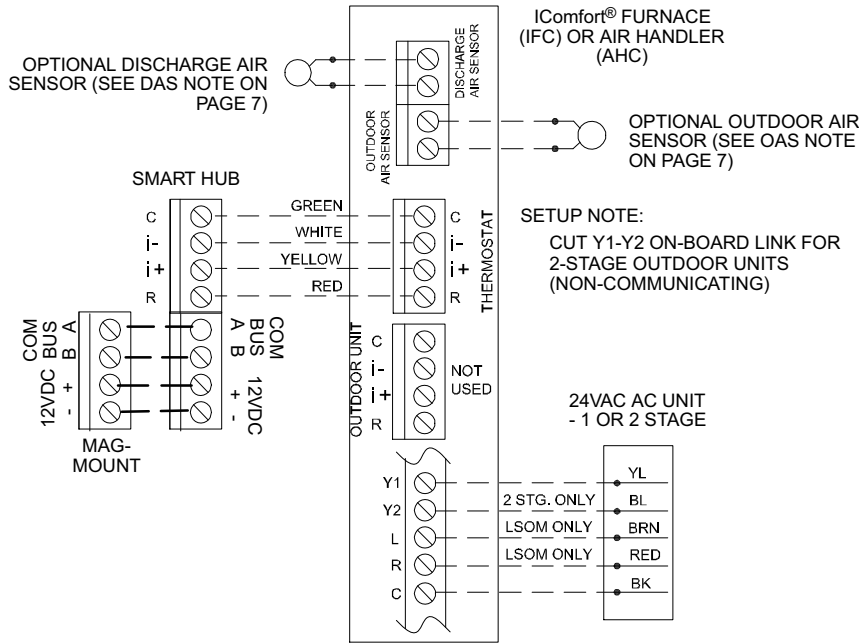 IComfort® FURNACE
(IFC) OR AIR HANDLER
(AHC)
OPTIONAL DISCHARGE AIR
SENSOR (SEE DAS NOTE ON
PAGE 7)
DISCHARGE
AIR SENSOR
OUTDOOR
AIR SENSOR
OPTIONAL OUTDOOR AIR
SENSOR (SEE OAS NOTE
ON PAGE 7)
SMART HUB
C
i-
i+
R
GREEN
WHITE
YELLOW
RED
C
i-
i+
R
THERMOSTAT
SETUP NOTE:
CUT Y1-Y2 ON-BOARD LINK FOR
2-STAGE OUTDOOR UNITS
(NON-COMMUNICATING)
COM
BUS
A
B
12VDC
+
-
MAG-
MOUNT
COM
BUS
A
B
12VDC
+
-
OUTDOOR UNIT
C
i-
i+
R
NOT
USED
24VAC AC UNIT
- 1 OR 2 STAGE
Y1
Y2
L
R
C
2 STG. ONLY
LSOM ONLY
LSOM ONLY
YL
BL
BRN
RED
BK